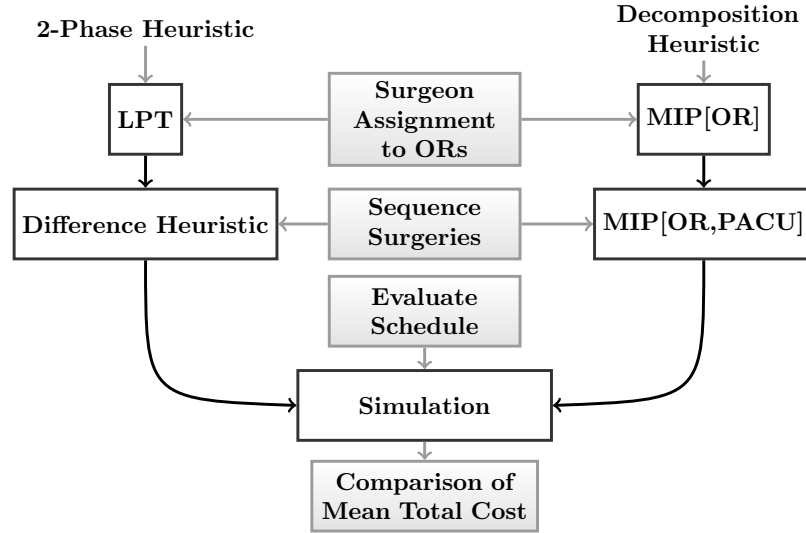 2-Phase Heuristic
Decomposition
Heuristic
LPT
Surgeon
Assignment
to ORs
MIP[OR]
Difference Heuristic
Sequence
Surgeries
MIP[OR,PACU]
Evaluate
Schedule
Simulation
Comparison of
Mean Total Cost